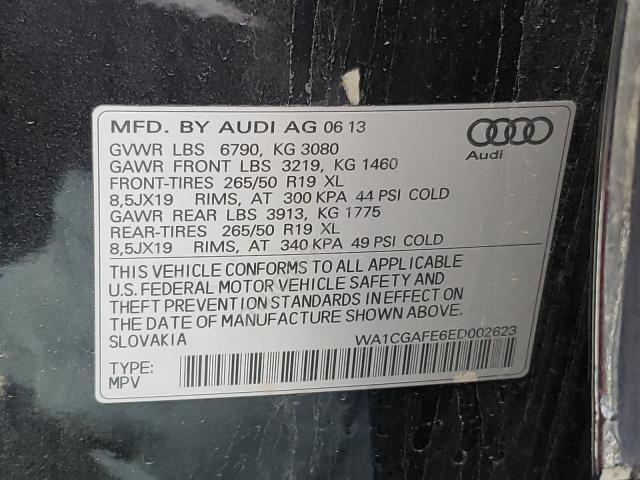 MFD. BY AUDI AG 06 13
Audi
GVWR LBS 6790, KG 3080
GAWR FRONT LBS 3219, KG 1460
FRONT-TIRES 265/50 R19 XL
8,5JX19 RIMS, AT 300 KPA 44 PSI COLD
GAWR REAR LBS 3913, KG 1775
REAR-TIRES 265/50 R19 XL
8,5JX19 RIMS, AT 340 KPA 49 PSI COLD
THIS VEHICLE CONFORMS TO ALL APPLICABLE
U.S. FEDERAL MOTOR VEHICLE SAFETY AND
THEFT PREVENTION STANDARDS IN EFFECT ON
THE DATE OF MANUFACTURE SHOWN ABOVE.
SLOVAKIA WA1CGAFE6ED002623
TYPE:
MPV